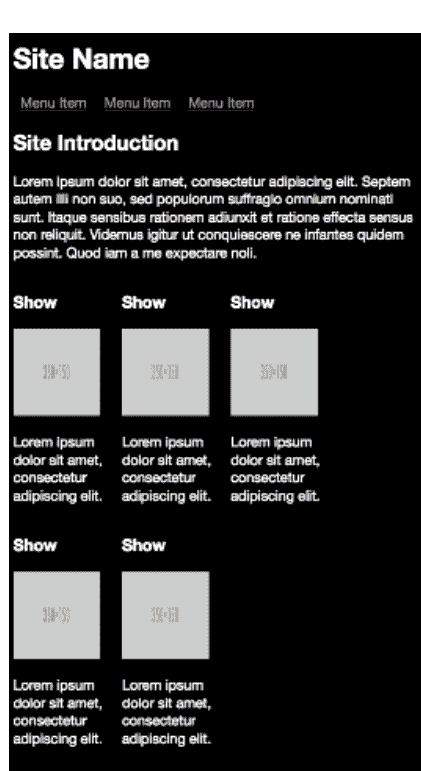 Site Name
Menu Item Menu Item Menu Item
Site Introduction
Lorem ipsum dolor sit amet, consectetur adipiscing elit. Septem
autem illi non suo, sed populorum suffragio omnium nominati
sunt. Itaque sensibus rationem adiunxit et ratione effecta sensus
non reliquit. Videmus igitur ut conquiescere ne infantes quidem
possint. Quod iam a me expectare noli.
Show Show Show
Lorem ipsum Lorem ipsum Lorem ipsum
dolor sit amet, dolor sit amet, dolor sit amet,
consectetur consectetur consectetur
adipiscing elit. adipiscing elit. adipiscing elit.
Show Show
Lorem ipsum Lorem ipsum
dolor sit amet, dolor sit amet,
consectetur consectetur
adipiscing elit. adipiscing elit.